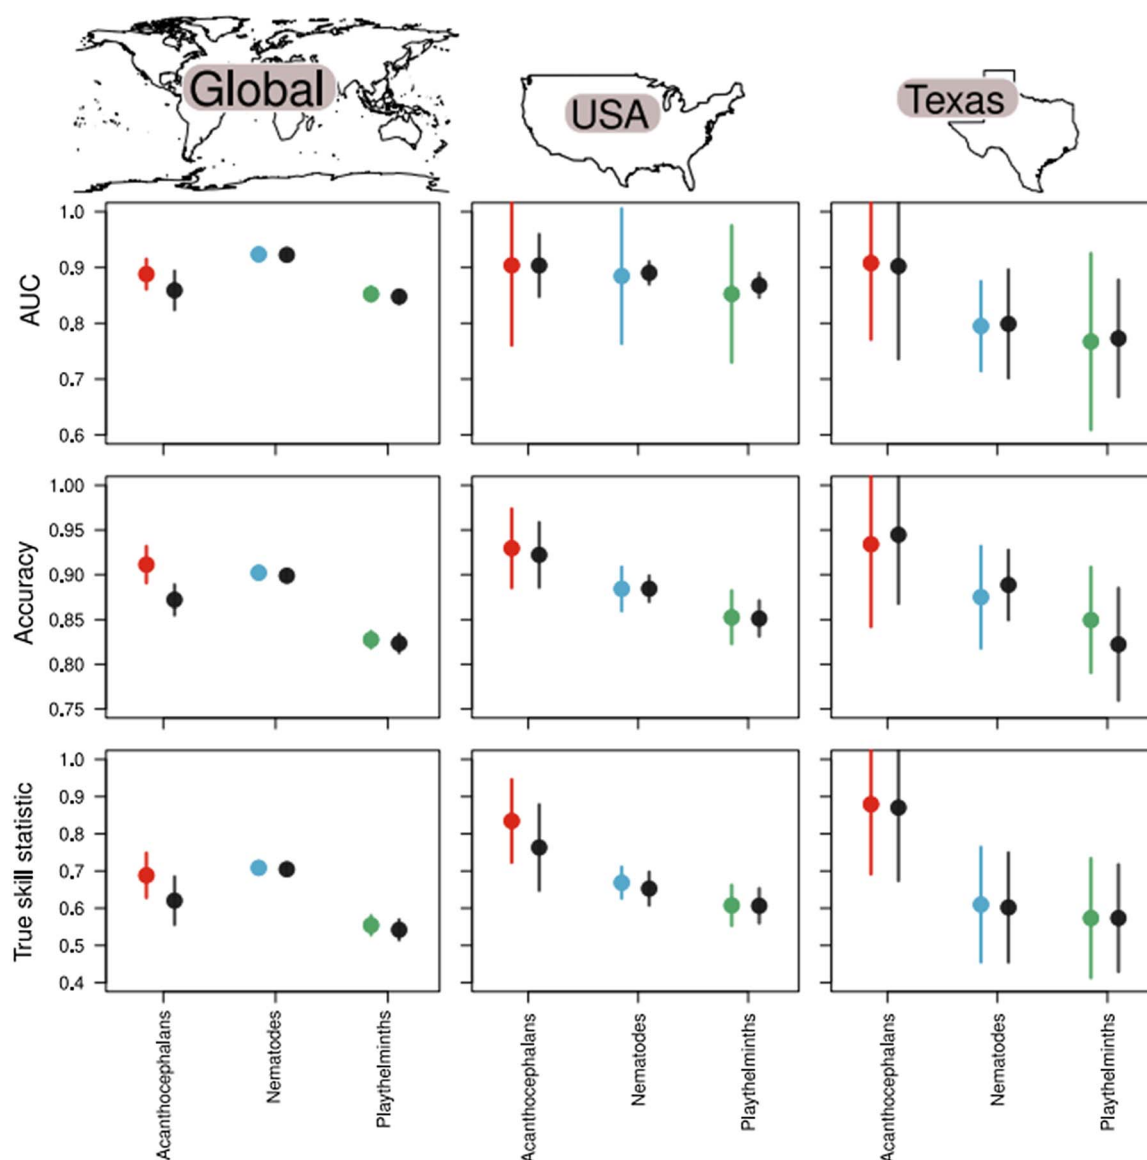 Global
USA
Texas
AUC
1.0
0.9
0.8
0.7
0.6
Accuracy
1.00
0.95
0.90
0.85
0.80
0.75
True skill statistic
1.0
0.9
0.8
0.7
0.6
0.5
0.4
Acanthocephalans
Nematodes
Playthelminths
Acanthocephalans
Nematodes
Playthelminths
Acanthocephalans
Nematodes
Playthelminths